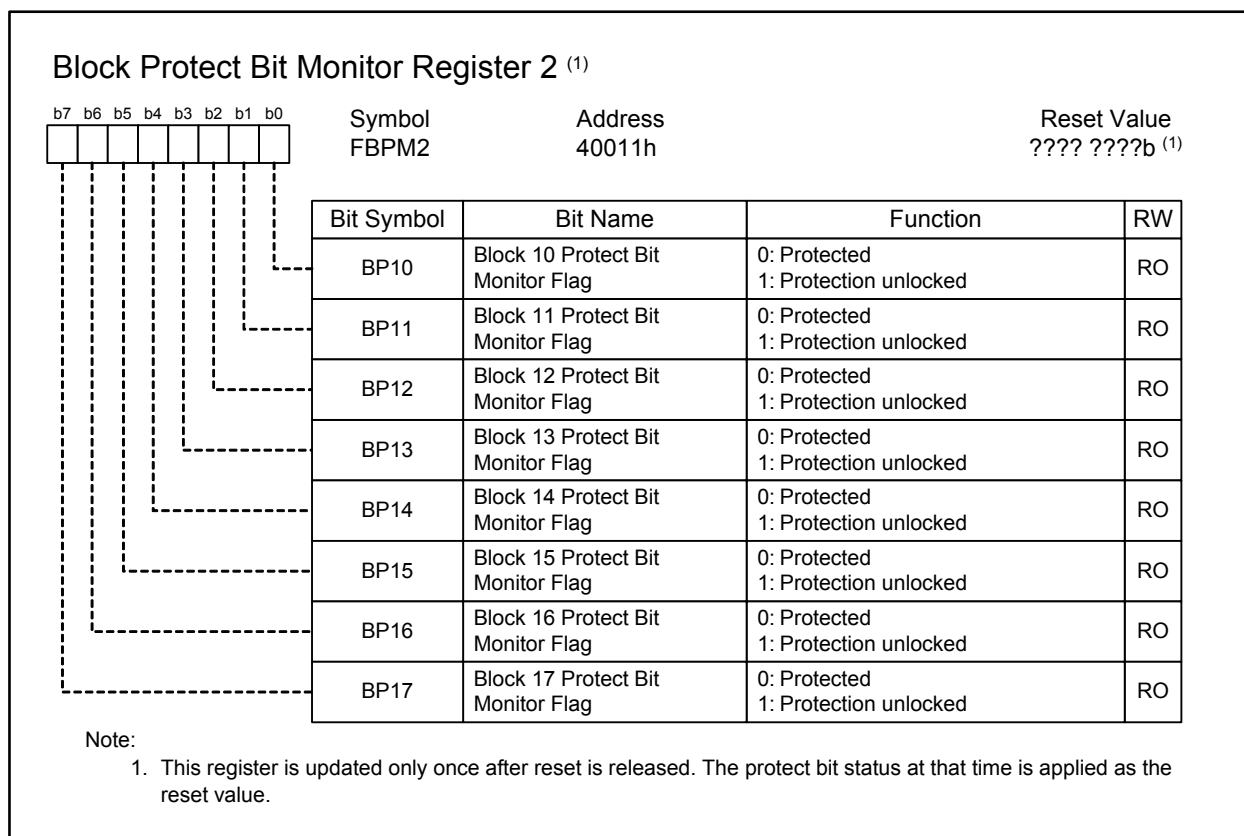 Block Protect Bit Monitor Register 2 (1)
b7 b6 b5 b4 b3 b2 b1 b0
Symbol Address Reset Value
FBPM2 40011h ???? ????b (1)
Bit Symbol Bit Name Function RW
BP10 Block 10 Protect Bit Monitor Flag 0: Protected 1: Protection unlocked RO
BP11 Block 11 Protect Bit Monitor Flag 0: Protected 1: Protection unlocked RO
BP12 Block 12 Protect Bit Monitor Flag 0: Protected 1: Protection unlocked RO
BP13 Block 13 Protect Bit Monitor Flag 0: Protected 1: Protection unlocked RO
BP14 Block 14 Protect Bit Monitor Flag 0: Protected 1: Protection unlocked RO
BP15 Block 15 Protect Bit Monitor Flag 0: Protected 1: Protection unlocked RO
BP16 Block 16 Protect Bit Monitor Flag 0: Protected 1: Protection unlocked RO
BP17 Block 17 Protect Bit Monitor Flag 0: Protected 1: Protection unlocked RO
Note:
1. This register is updated only once after reset is released. The protect bit status at that time is applied as the
reset value.